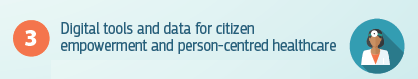 3
Digital tools and data for citizen
empowerment and person-centred healthcare